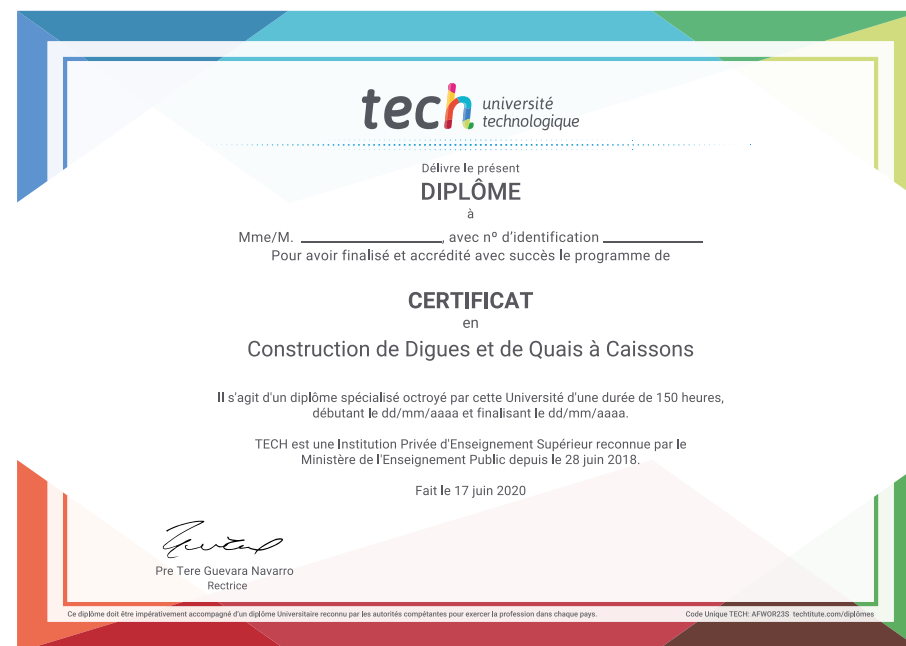 tech université
technologique
Délivre le présent
DIPLÔME
à
Mme/M. ____________________, avec nº d'identification ______________
Pour avoir finalisé et accrédité avec succès le programme de
CERTIFICAT
en
Construction de Digues et de Quais à Caissons
Il s'agit d'un diplôme spécialisé octroyé par cette Université d'une durée de 150 heures,
débutant le dd/mm/aaaa et finalisant le dd/mm/aaaa.
TECH est une Institution Privée d'Enseignement Supérieur reconnue par le
Ministère de l'Enseignement Public depuis le 28 juin 2018.
Fait le 17 juin 2020
Pre Tere Guevara Navarro
Rectrice
Ce diplôme doit être impérativement accompagné d'un diplôme Universitaire reconnu par les autorités compétentes pour exercer la profession dans chaque pays.
Code Unique TECH: AFWOR23S techtitute.com/diplômes